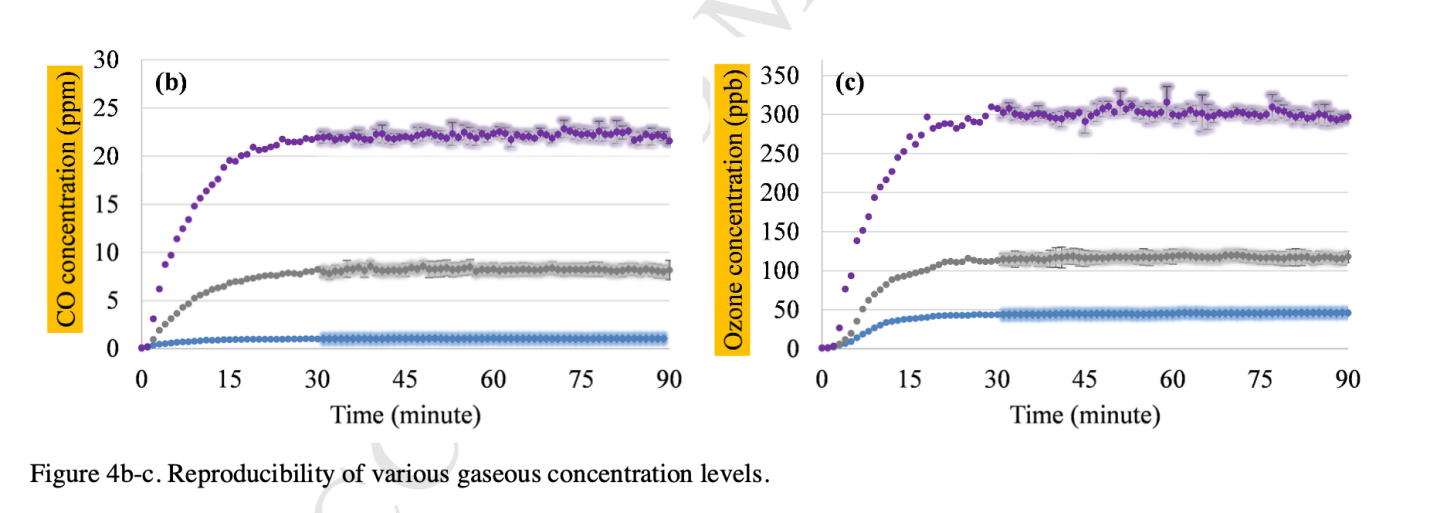 (b)
CO concentration (ppm)
30
25
20
15
10
5
0
0 15 30 45 60 75 90
Time (minute)
(c)
Ozone concentration (ppb)
350
300
250
200
150
100
50
0
0 15 30 45 60 75 90
Time (minute)
Figure 4b-c. Reproducibility of various gaseous concentration levels.